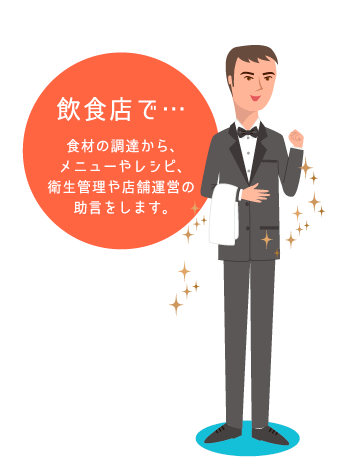 飲食店で…
食材の調達から、
メニューやレシピ、
衛生管理や店舗運営の
助言をします。